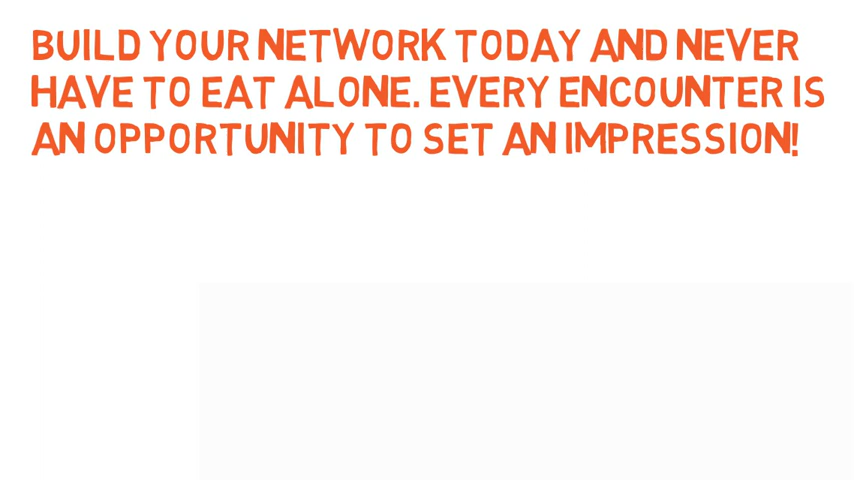 BUILD YOUR NETWORK TODAY AND NEVER
HAVE TO EAT ALONE. EVERY ENCOUNTER IS
AN OPPORTUNITY TO SET AN IMPRESSION!